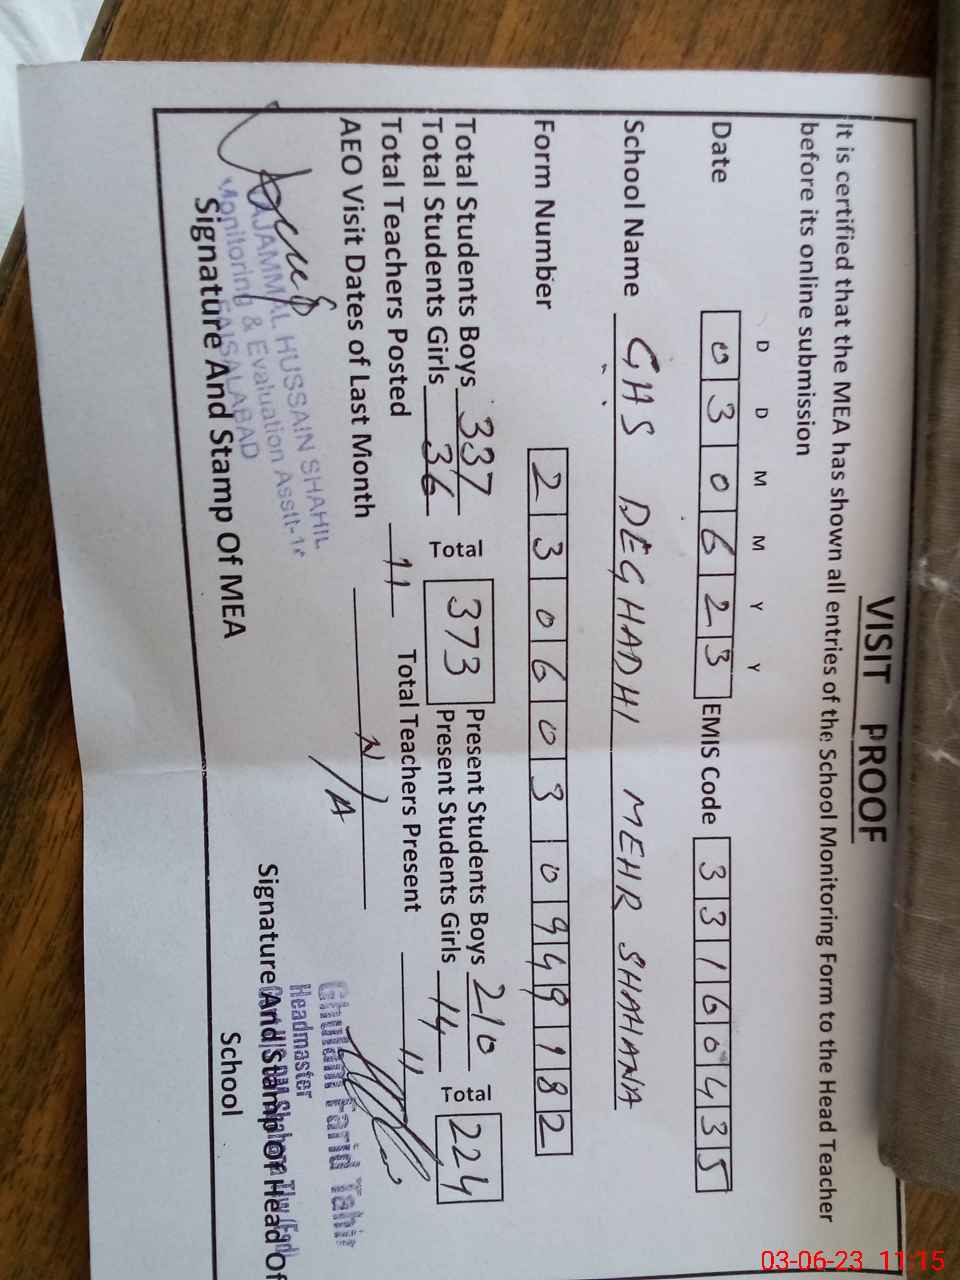 VISIT PROOF
It is certified that the MEA has shown all entries of the School Monitoring Form to the Head Teacher
before its online submission
D D M M Y Y
Date 0 3 0 6 2 3 EMIS Code 3 3 1 6 0 4 3 5
School Name GHS DEGHADHI MEHR SHAHANA
Form Number 2 3 0 6 0 3 0 9 4 9 1 8 2
Total Students Boys 337 Total 373 Present Students Boys 210 Total 224
Total Students Girls 36 Present Students Girls 14
Total Teachers Posted 11 Total Teachers Present 11
AEO Visit Dates of Last Month N/A
TAJAMMAL HUSSAIN SHAHIL
Monitoring & Evaluation Asstt-
FAISALABAD
Signature And Stamp Of MEA
Ghulam Farid Tahir
Headmaster
Signature And Stamp Of Head Of
School
03-06-23 11:15